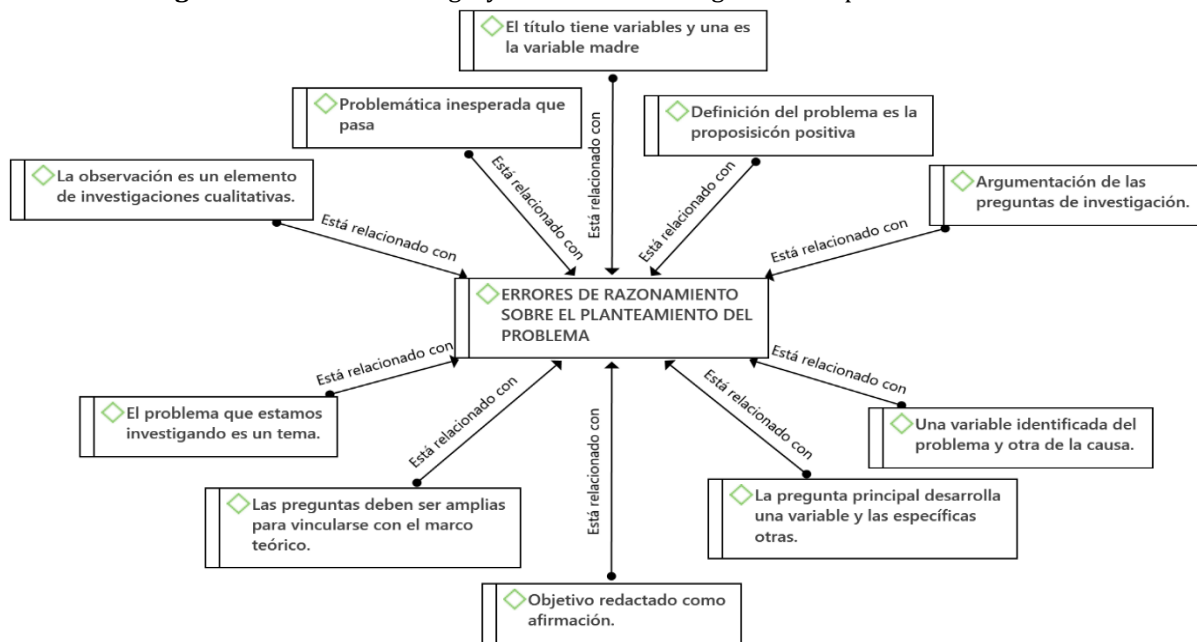 El título tiene variables y una es
la variable madre
Problemática inesperada que
pasa
Definición del problema es la
proposisicón positiva
La observación es un elemento
de investigaciones cualitativas.
Argumentación de las
preguntas de investigación.
Está relacionado con
Está relacionado con
Está relacionado con
Está relacionado con
Está relacionado con
ERRORES DE RAZONAMIENTO
SOBRE EL PLANTEAMIENTO DEL
PROBLEMA
Está relacionado con
Está relacionado con
Está relacionado con
Está relacionado con
Está relacionado con
El problema que estamos
investigando es un tema.
Una variable identificada del
problema y otra de la causa.
Las preguntas deben ser amplias
para vincularse con el marco
teórico.
La pregunta principal desarrolla
una variable y las específicas
otras.
Objetivo redactado como
afirmación.